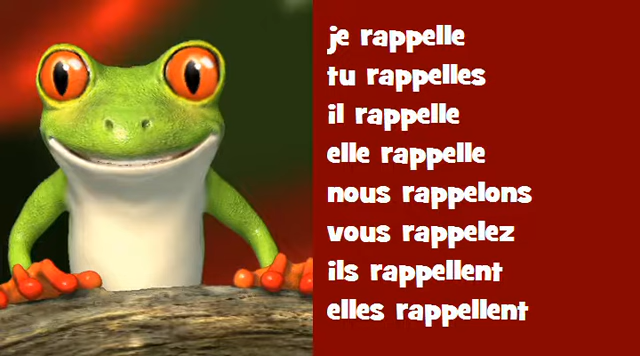 je rappelle
tu rappelles
il rappelle
elle rappelle
nous rappelons
vous rappelez
ils rappellent
elles rappellent